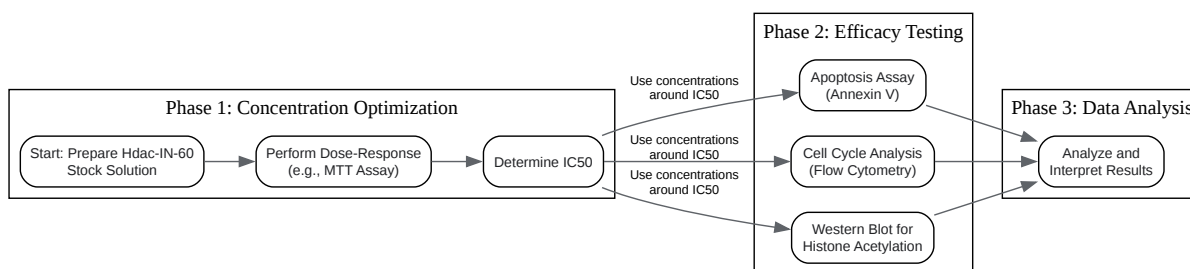 Phase 1: Concentration Optimization
Start: Prepare Hdac-IN-60
Stock Solution
Perform Dose-Response
(e.g., MTT Assay)
Determine IC50
Use concentrations
around IC50
Use concentrations
around IC50
Use concentrations
around IC50
Phase 2: Efficacy Testing
Apoptosis Assay
(Annexin V)
Cell Cycle Analysis
(Flow Cytometry)
Western Blot for
Histone Acetylation
Phase 3: Data Analysis
Analyze and
Interpret Results